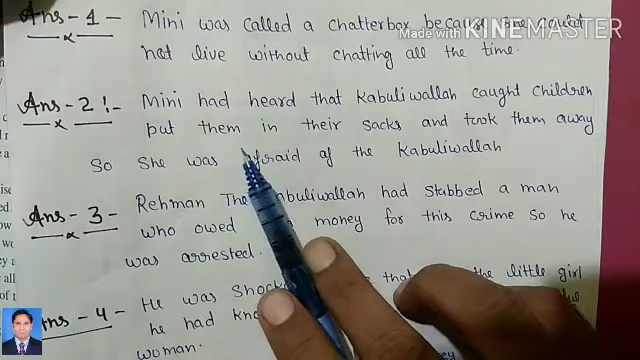 Made with KINEMASTER
Ans-1- Mini was called a chatterbox because she could
not live without chatting all the time.
Ans-2!- Mini had heard that Kabuliwallah caught children
put them in their sacks and took them away
So she was afraid of the Kabuliwallah
Ans-3- Rehman The Kabuliwallah had stabbed a man
who owed money for this crime so he
was arrested.
Ans-4- He was that the little girl
he had
woman.